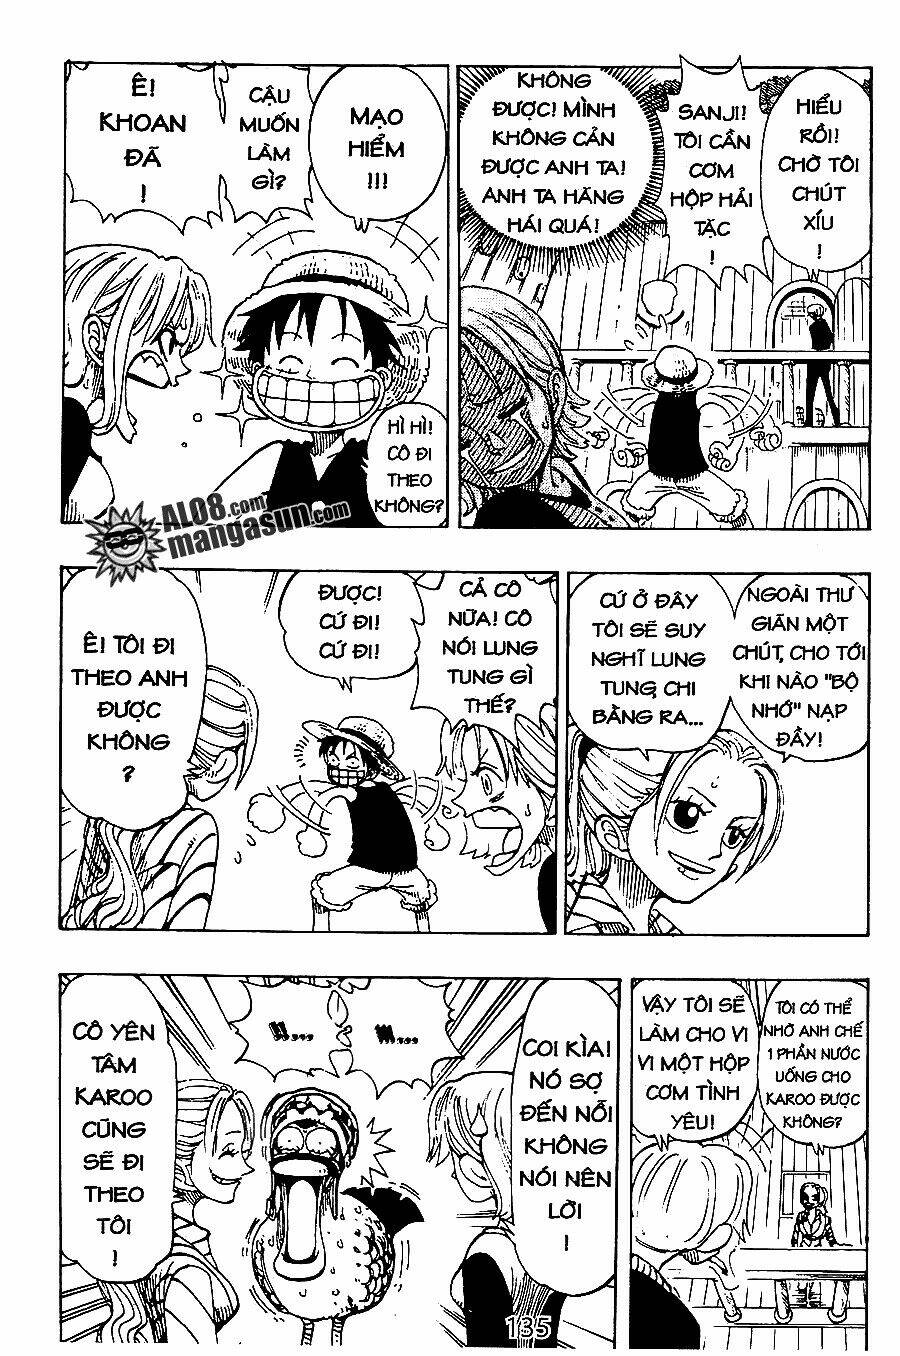 Ê!
KHOAN
ĐÃ
!
CẬU
MUỐN
LÀM
GÌ?
MẠO
HIỂM
!!!
HÌ HÌ!
CÔ ĐI
THEO
KHÔNG?
KHÔNG
ĐƯỢC! MÌNH
KHÔNG CẢN
ĐƯỢC ANH TA!
ANH TA HĂNG
HÁI QUÁ!
SANJI!
TÔI CẦN
CƠM
HỘP HẢI
TẶC
!
HIỂU
RỒI!
CHỜ TÔI
CHÚT
XÍU
!
AL08.com
mangasun.com
Ê! TÔI ĐI
THEO ANH
ĐƯỢC
KHÔNG
?
ĐƯỢC!
CỨ ĐI!
CỨ ĐI!
CẢ CÔ
NỮA! CÔ
NÓI LUNG
TUNG GÌ
THẾ?
CỨ Ở ĐÂY
TÔI SẼ SUY
NGHĨ LUNG
TUNG, CHI
BẰNG RA...
NGOÀI THƯ
GIÃN MỘT
CHÚT, CHO TỚI
KHI NÀO "BỘ
NHỚ" NẠP
ĐẦY!
CÔ YÊN
TÂM
KAROO
CŨNG
SẼ ĐI
THEO
TÔI
!
!!...
!!!...
COI KÌA!
NÓ SỢ
ĐẾN NỖI
KHÔNG
NÓI NÊN
LỜI
!
VẬY TÔI SẼ
LÀM CHO VI
VI MỘT HỘP
CƠM TÌNH
YÊU!
TÔI CÓ THỂ
NHỜ ANH CHẾ
1 PHẦN NƯỚC
UỐNG CHO
KAROO ĐƯỢC
KHÔNG?
135